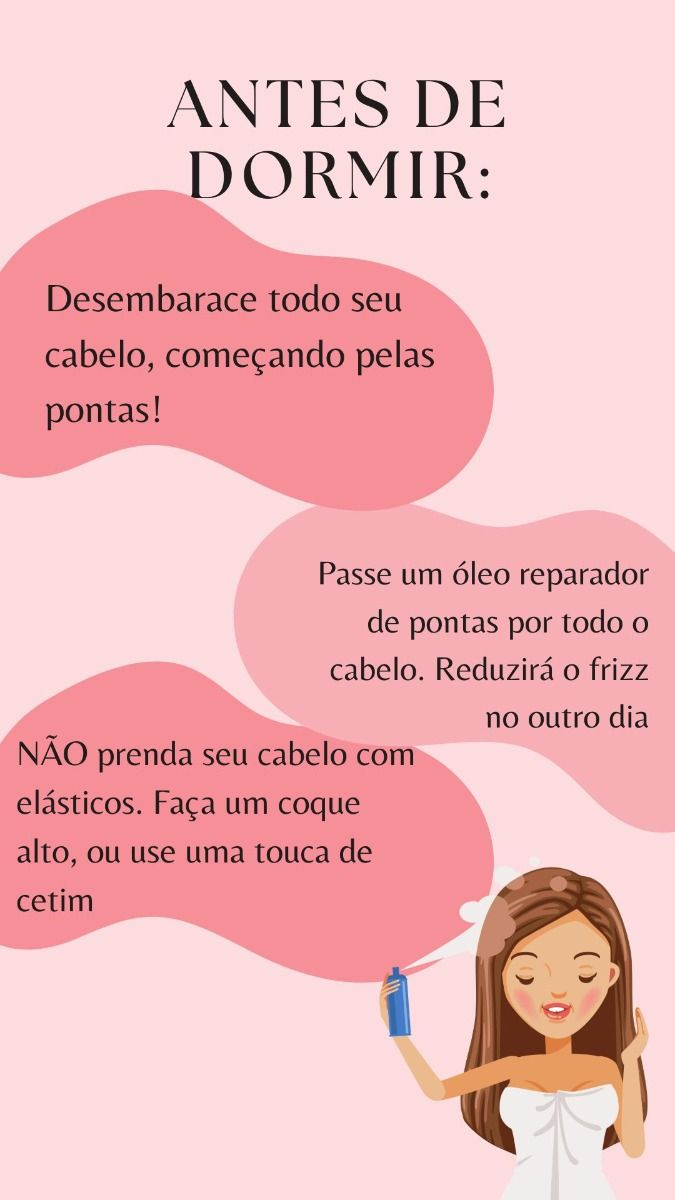 ANTES DE
DORMIR:
Desembarace todo seu
cabelo, começando pelas
pontas!
Passe um óleo reparador
de pontas por todo o
cabelo. Reduzirá o frizz
no outro dia
NÃO prenda seu cabelo com
elásticos. Faça um coque
alto, ou use uma touca de
cetim